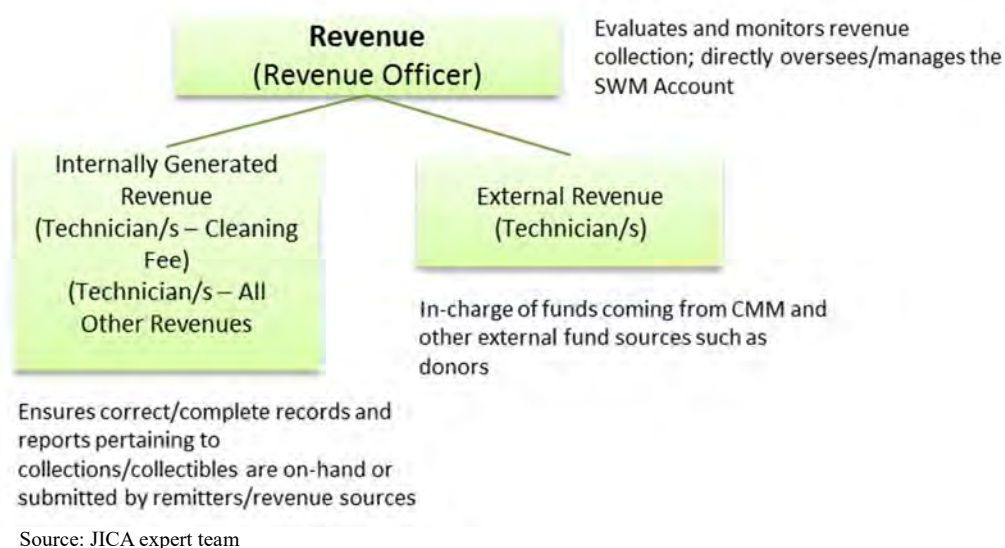 Revenue
(Revenue Officer)
Evaluates and monitors revenue
collection; directly oversees/manages the
SWM Account
Internally Generated
Revenue
(Technician/s – Cleaning
Fee)
(Technician/s – All
Other Revenues
External Revenue
(Technician/s)
In-charge of funds coming from CMM and
other external fund sources such as
donors
Ensures correct/complete records and
reports pertaining to
collections/collectibles are on-hand or
submitted by remitters/revenue sources
Source: JICA expert team